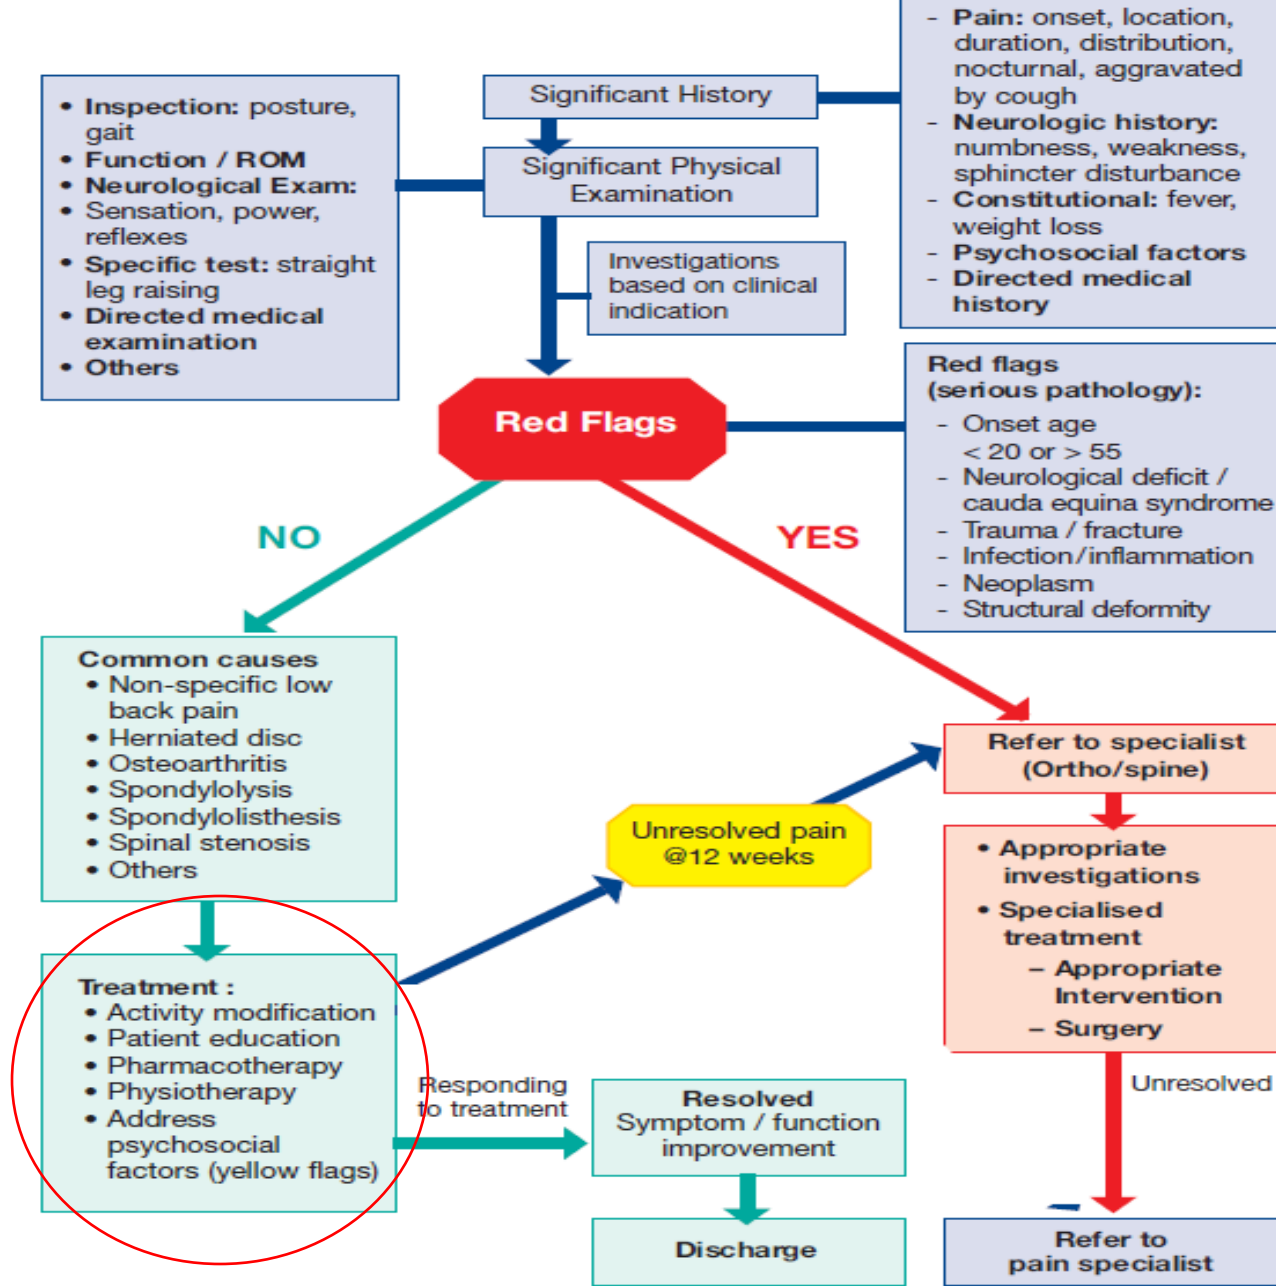 Significant History
- Pain: onset, location,
duration, distribution,
nocturnal, aggravated
by cough
- Neurologic history:
numbness, weakness,
sphincter disturbance
- Constitutional: fever,
weight loss
- Psychosocial factors
- Directed medical
history
• Inspection: posture,
gait
• Function / ROM
• Neurological Exam:
• Sensation, power,
reflexes
• Specific test: straight
leg raising
• Directed medical
examination
• Others
Significant Physical
Examination
Investigations
based on clinical
indication
Red Flags
Red flags
(serious pathology):
- Onset age
< 20 or > 55
- Neurological deficit /
cauda equina syndrome
- Trauma / fracture
- Infection/inflammation
- Neoplasm
- Structural deformity
NO
YES
Common causes
• Non-specific low
back pain
• Herniated disc
• Osteoarthritis
• Spondylolysis
• Spondylolisthesis
• Spinal stenosis
• Others
Unresolved pain
@12 weeks
Refer to specialist
(Ortho/spine)
• Appropriate
investigations
• Specialised
treatment
– Appropriate
Intervention
– Surgery
Treatment :
• Activity modification
• Patient education
• Pharmacotherapy
• Physiotherapy
• Address
psychosocial
factors (yellow flags)
Responding
to treatment
Resolved
Symptom / function
improvement
Discharge
Unresolved
Refer to
pain specialist